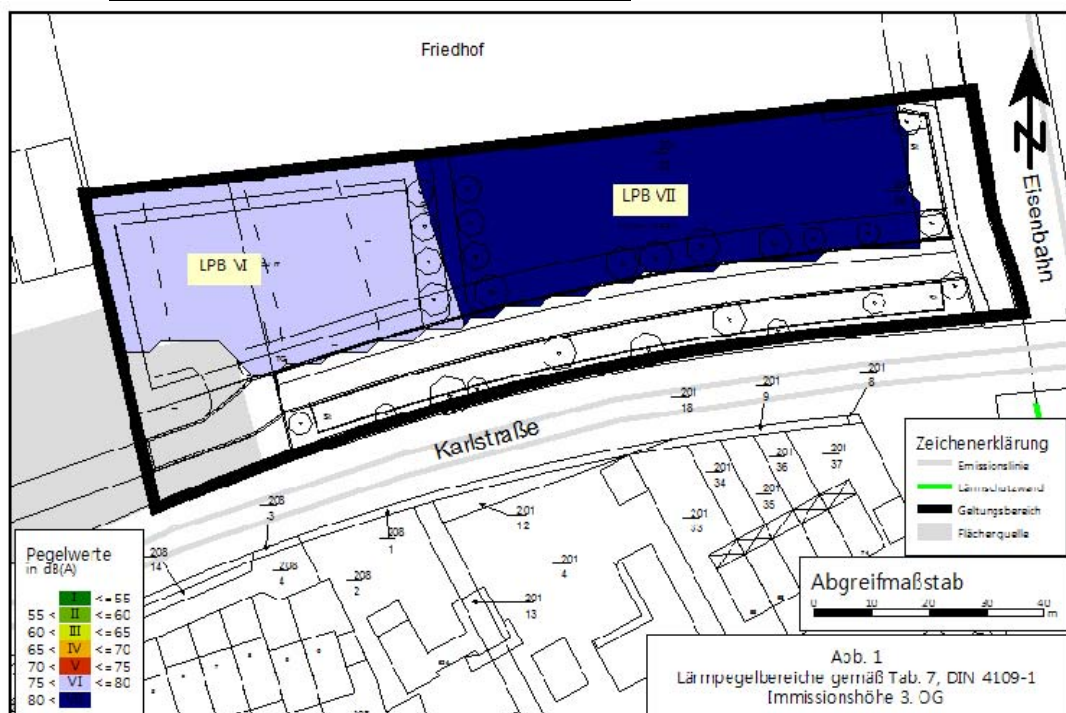 Friedhof
N
Eisenbahn
LPB VII
LPB VI
Karlstraße
201
8
201
9
201
18
201
36
201
37
201
34
201
35
201
33
201
12
201
4
201
13
208
3
208
1
208
14
208
4
208
2
Zeichenerklärung
Emissionslinie
Lärmschutzwand
Geltungsbereich
Flächenquelle
Pegelwerte
in dB(A)
I <= 55
55 < II <= 60
60 < III <= 65
65 < IV <= 70
70 < V <= 75
75 < VI <= 80
80 <
Abgreifmaßstab
0 10 20 30 40
m
Abb. 1
Lärmpegelbereiche gemäß Tab. 7, DIN 4109-1
Immissionshöhe 3. OG